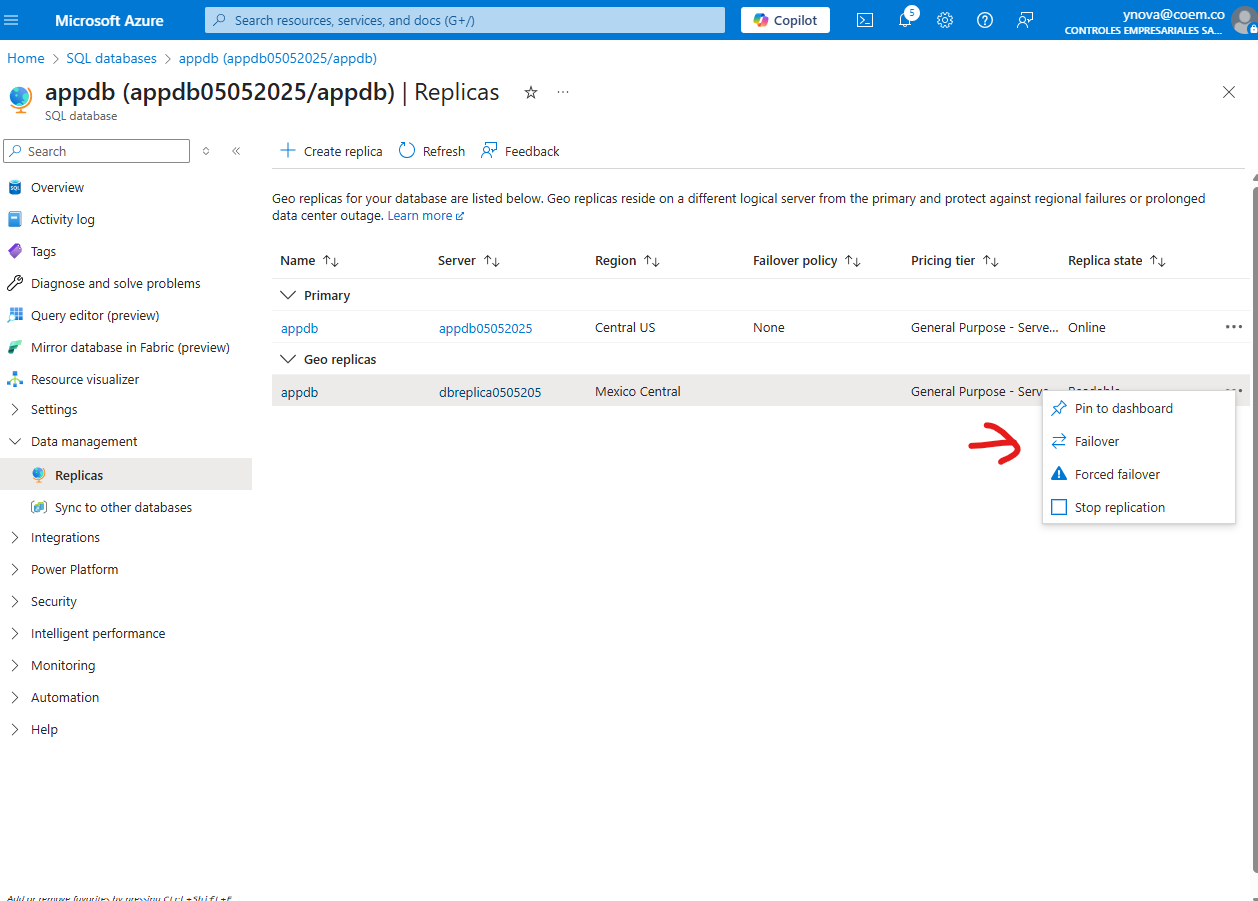 Microsoft Azure
Search resources, services, and docs (G+/)
Copilot
5
ynova@coem.co
CONTROLES EMPRESARIALES SA...
Home > SQL databases > appdb (appdb05052025/appdb)
appdb (appdb05052025/appdb) | Replicas
SQL database
Search
Create replica
Refresh
Feedback
Overview
Activity log
Tags
Diagnose and solve problems
Query editor (preview)
Mirror database in Fabric (preview)
Resource visualizer
Settings
Data management
Replicas
Sync to other databases
Integrations
Power Platform
Security
Intelligent performance
Monitoring
Automation
Help
Geo replicas for your database are listed below. Geo replicas reside on a different logical server from the primary and protect against regional failures or prolonged
data center outage. Learn more
Name Server Region Failover policy Pricing tier Replica state
Primary
appdb appdb05052025 Central US None General Purpose - Serve... Online
Geo replicas
appdb dbreplica0505205 Mexico Central General Purpose - Serve Readable
Pin to dashboard
Failover
Forced failover
Stop replication
Add or remove favorites by pressing Ctrl+Shift+F